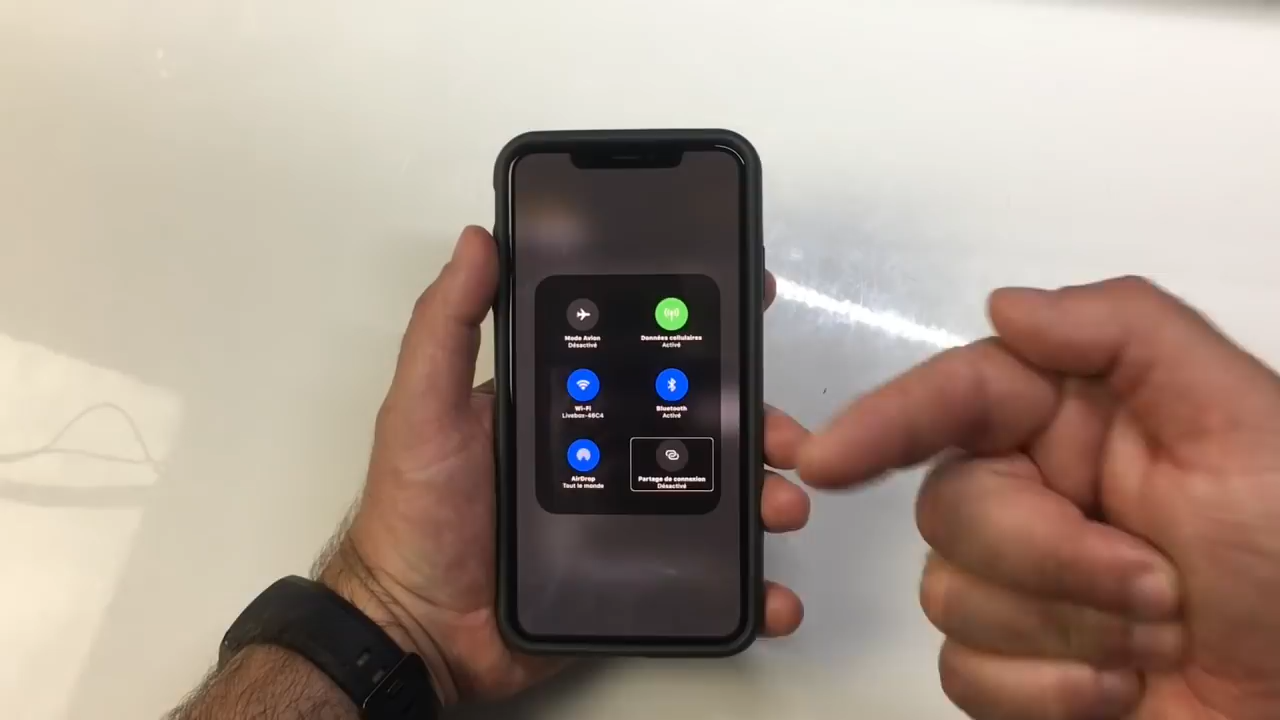 Mode Avion
Désactivé
Données cellulaires
Activé
Wi-Fi
Livebox-46C4
Bluetooth
Activé
AirDrop
Tout le monde
Partage de connexion
Désactivé